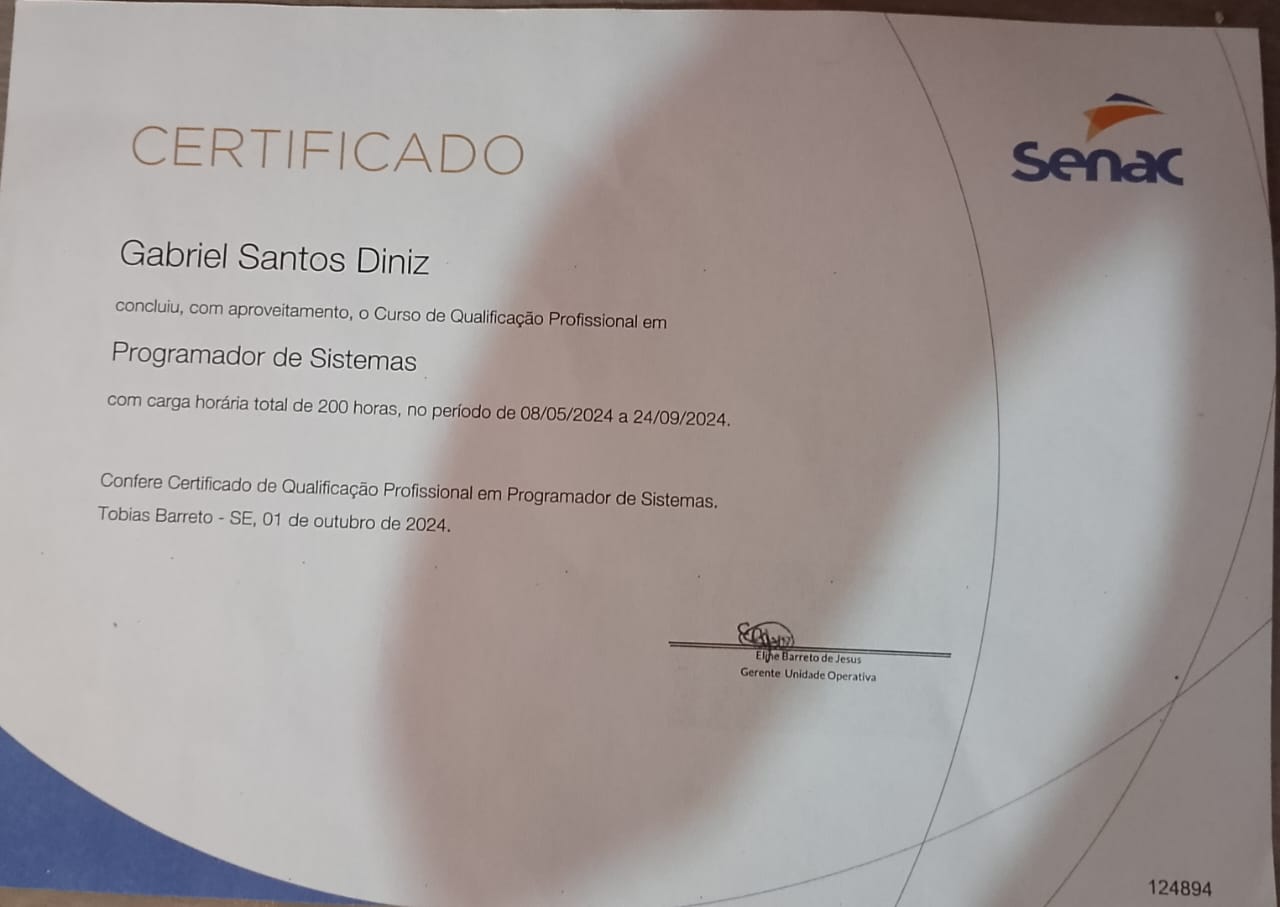 CERTIFICADO
Senac
Gabriel Santos Diniz
concluiu, com aproveitamento, o Curso de Qualificação Profissional em
Programador de Sistemas
com carga horária total de 200 horas, no período de 08/05/2024 a 24/09/2024.
Confere Certificado de Qualificação Profissional em Programador de Sistemas.
Tobias Barreto - SE, 01 de outubro de 2024.
Barreto de Jesus
Gerente Unidade Operativa
124894